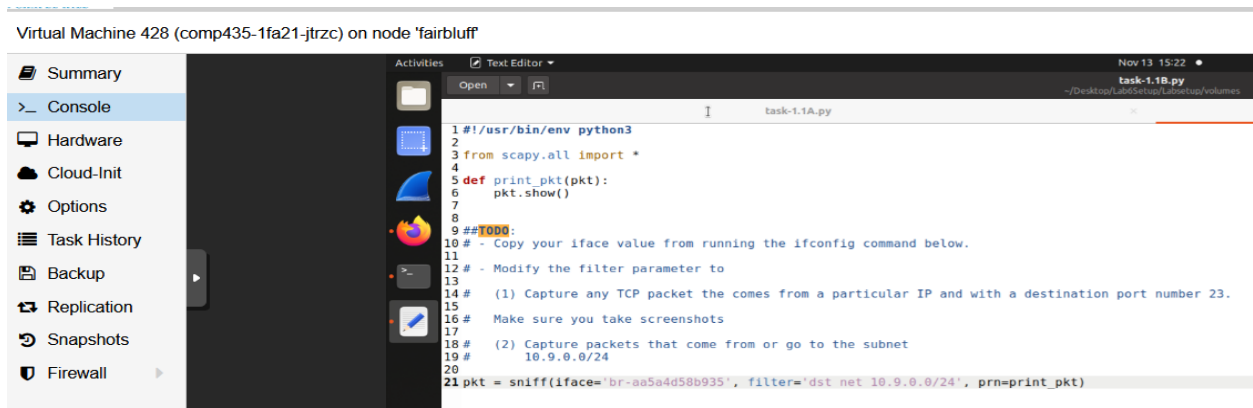 Virtual Machine 428 (comp435-1fa21-jtrzc) on node 'fairbluff'
Summary
Console
Hardware
Cloud-Init
Options
Task History
Backup
Replication
Snapshots
Firewall
Activities Text Editor Nov 13 15:22
Open task-1.1B.py
~/Desktop/Lab6Setup/Labsetup/volumes
task-1.1A.py
1 #!/usr/bin/env python3
2
3 from scapy.all import *
4
5 def print_pkt(pkt):
6 pkt.show()
7
8
9 ##TODO:
10 # - Copy your iface value from running the ifconfig command below.
11
12 # - Modify the filter parameter to
13
14 # (1) Capture any TCP packet the comes from a particular IP and with a destination port number 23.
15
16 # Make sure you take screenshots
17
18 # (2) Capture packets that come from or go to the subnet
19 # 10.9.0.0/24
20
21 pkt = sniff(iface='br-aa5a4d58b935', filter='dst net 10.9.0.0/24', prn=print_pkt)